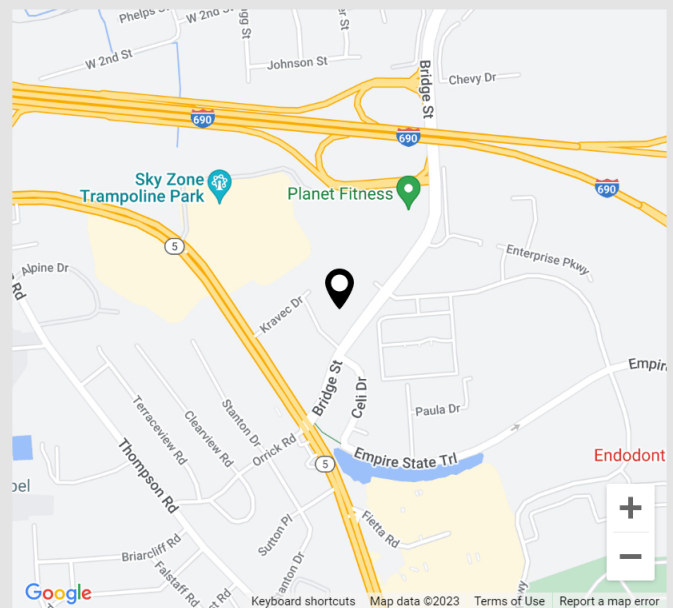 Phelps St
W 2nd St
W 2nd St
Johnson St
Bridge St
Chevy Dr
690
690
690
Sky Zone
Trampoline Park
Planet Fitness
5
Enterprise Pkwy
Alpine Dr
Rd
Kravec Dr
Bridge St
Celi Dr
Empire
Paula Dr
Terraceview Rd
Clearview Rd
Stanton Dr
Orrick Rd
Thompson Rd
5
Empire State Trl
Endodont
Fietta Rd
Sutton Pl
Briarcliff Rd
Falstaff Rd
Stanton Dr
+
−
Google
Keyboard shortcuts Map data ©2023 Terms of Use Report a map error